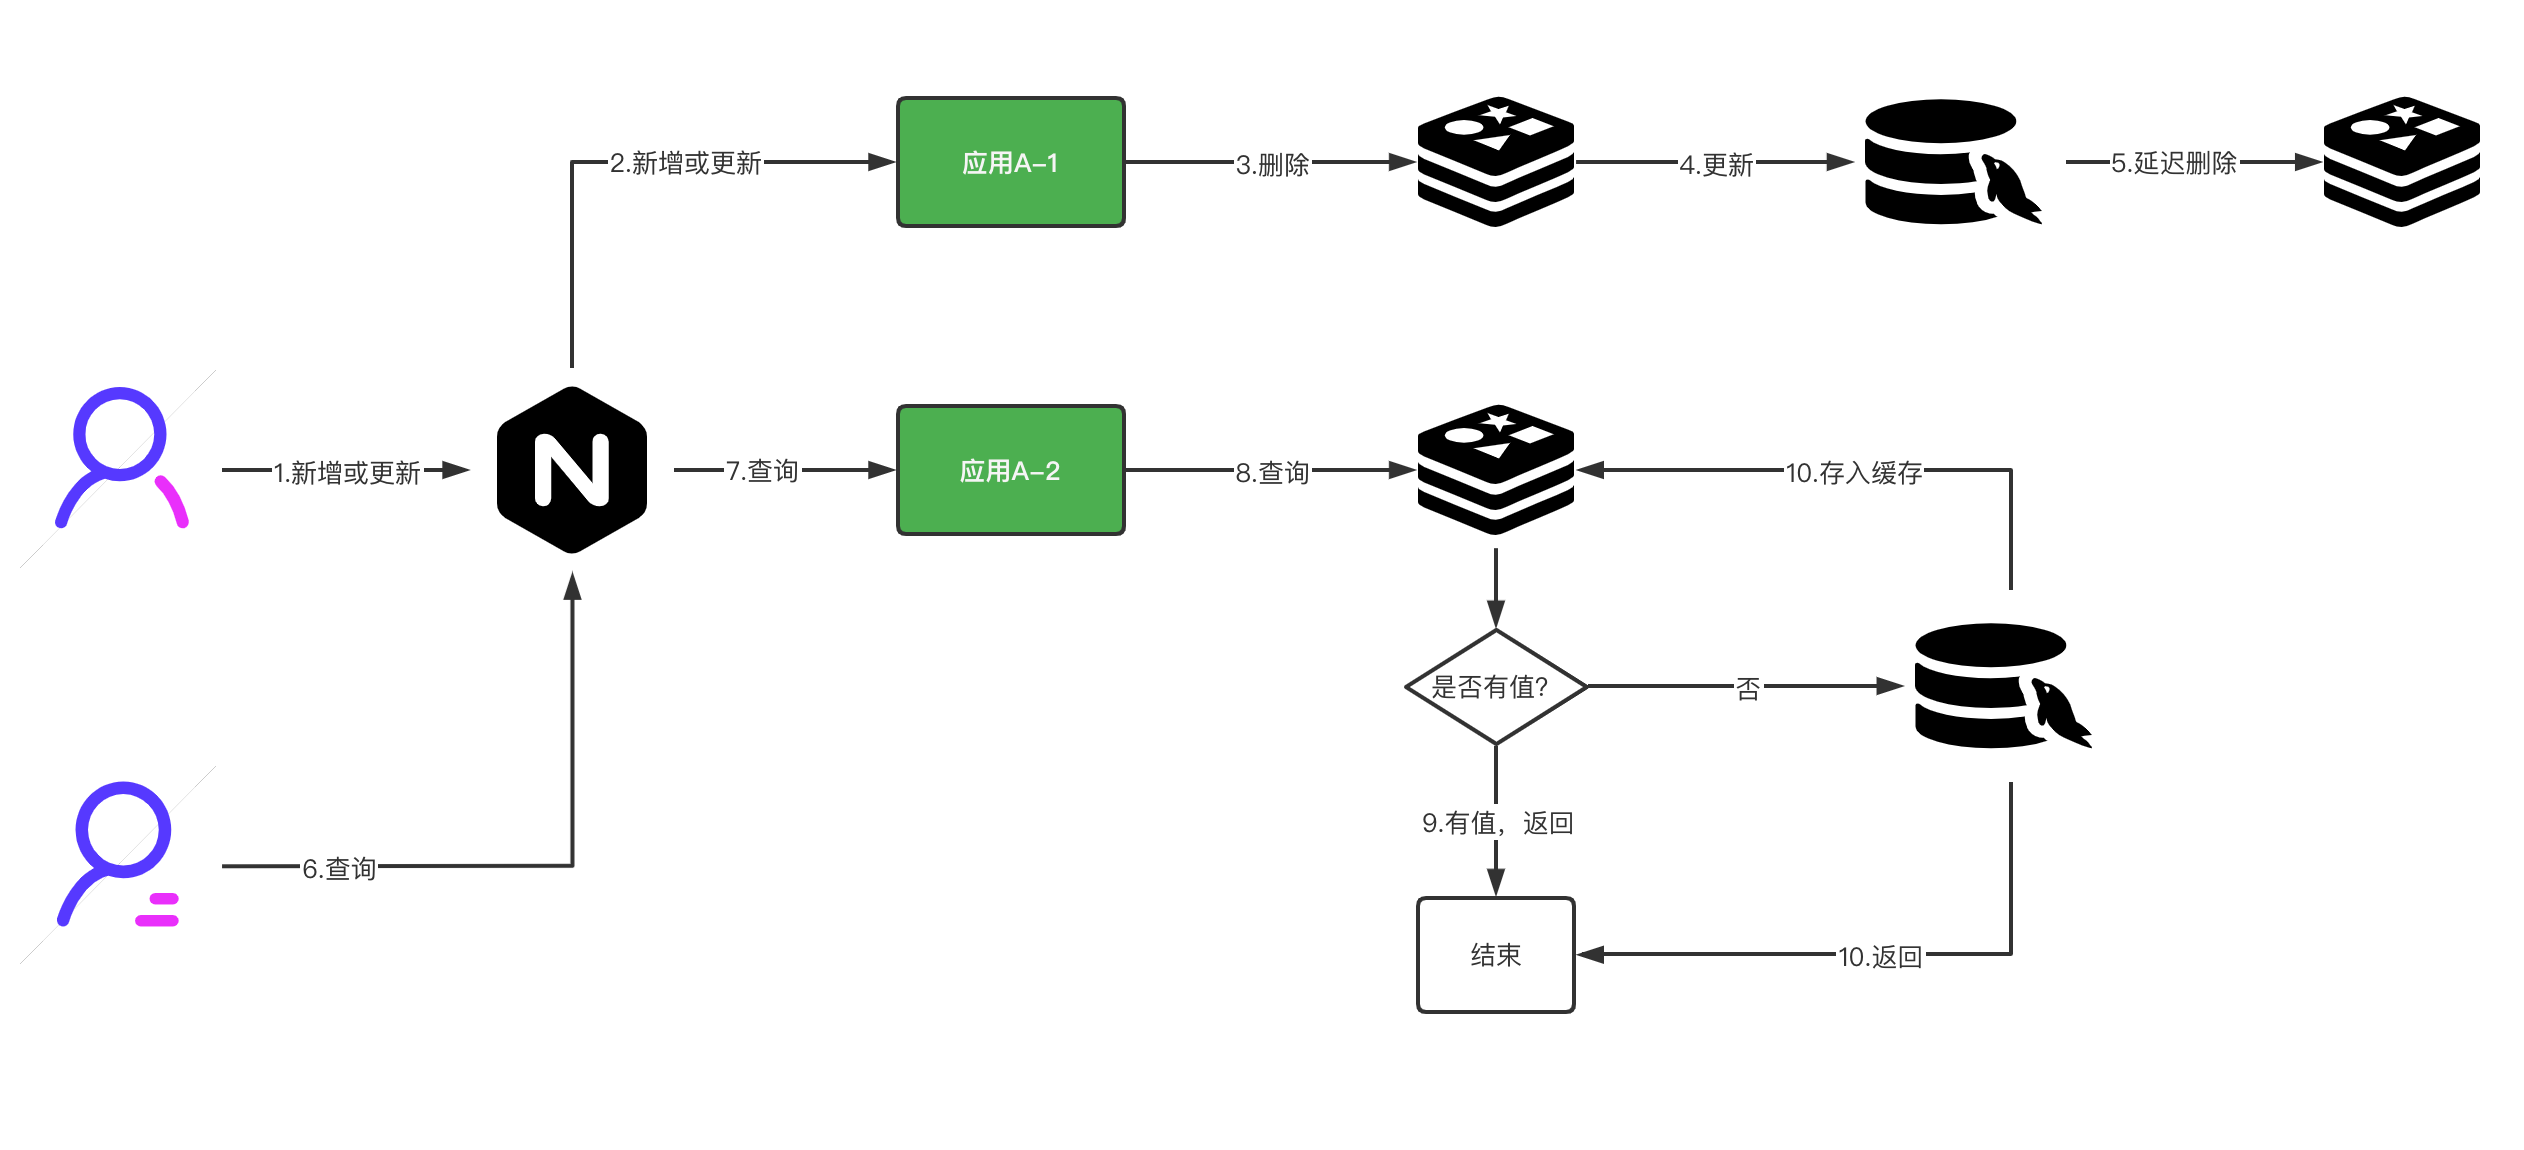 2.新增或更新
应用A-1
3.删除
4.更新
5.延迟删除
1.新增或更新
N
7.查询
应用A-2
8.查询
10.存入缓存
是否有值?
否
9.有值，返回
6.查询
结束
10.返回